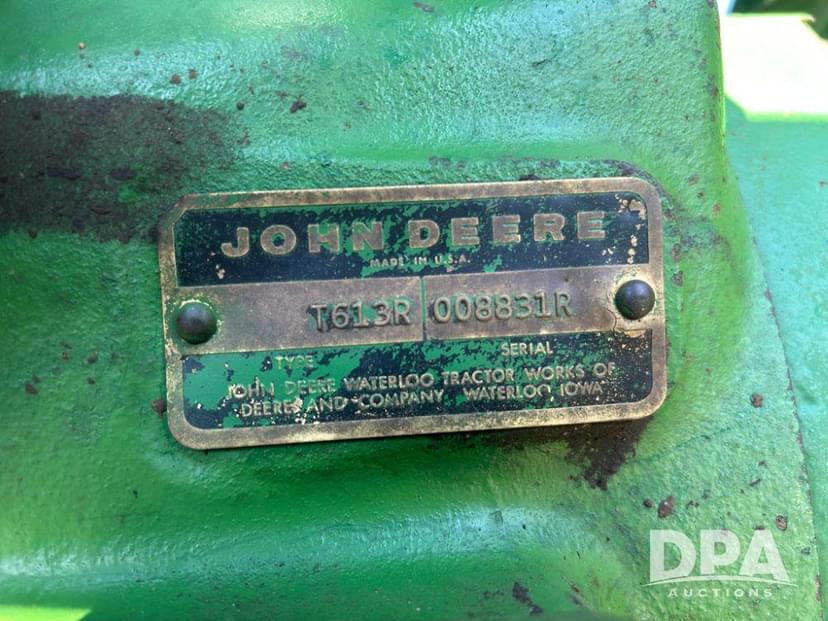 JOHN DEERE
MADE IN U.S.A.
T613R 008831R
TYPE SERIAL
JOHN DEERE WATERLOO TRACTOR WORKS OF
DEERE AND COMPANY WATERLOO IOWA
DPA
AUCTIONS